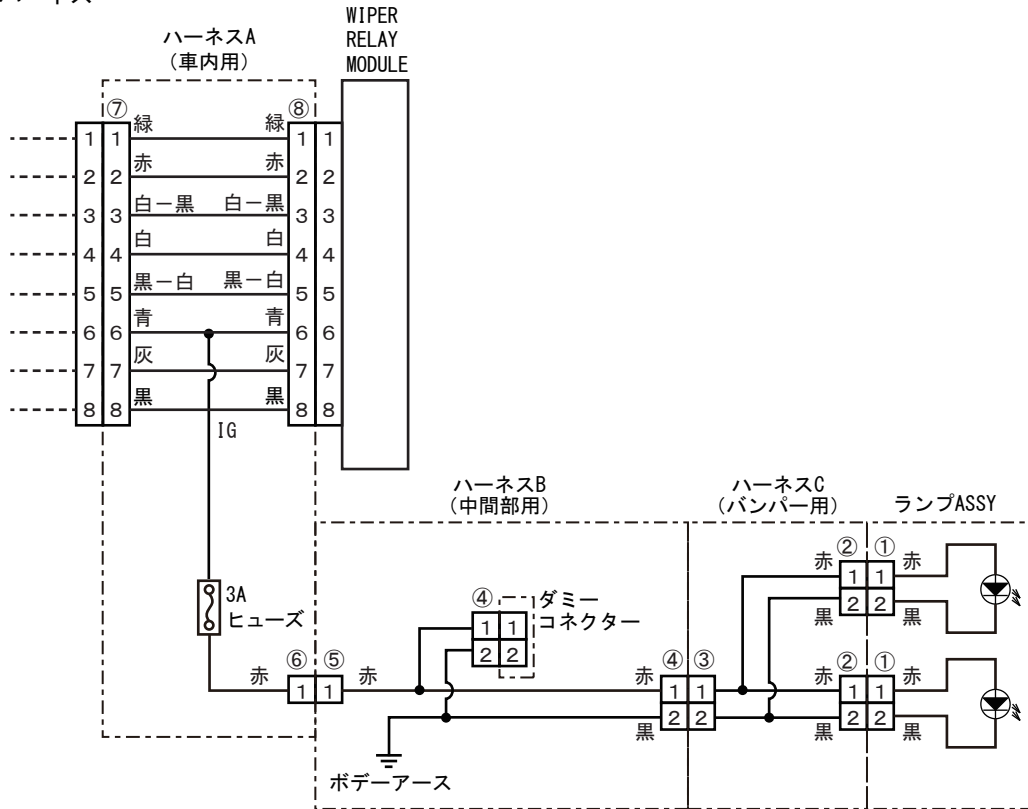 WIPER
RELAY
MODULE
ハーネスA
(車内用)
⑦ ⑧
1 1 緑 緑 1 1
2 2 赤 赤 2 2
3 3 白－黒 白－黒 3 3
4 4 白 白 4 4
5 5 黒－白 黒－白 5 5
6 6 青 青 6 6
7 7 灰 灰 7 7
8 8 黒 黒 8 8
IG
ハーネスB
(中間部用)
ハーネスC
(バンパー用)
ランプASSY
② ①
赤 1 1 赤
2 2
黒 黒
3A
ヒューズ
④ ダミー
コネクター
1 1
2 2
⑥ ⑤
赤 1 1 赤
④ ③
赤 1 1
2 2
黒
② ①
赤 1 1 赤
2 2
黒 黒
ボデーアース